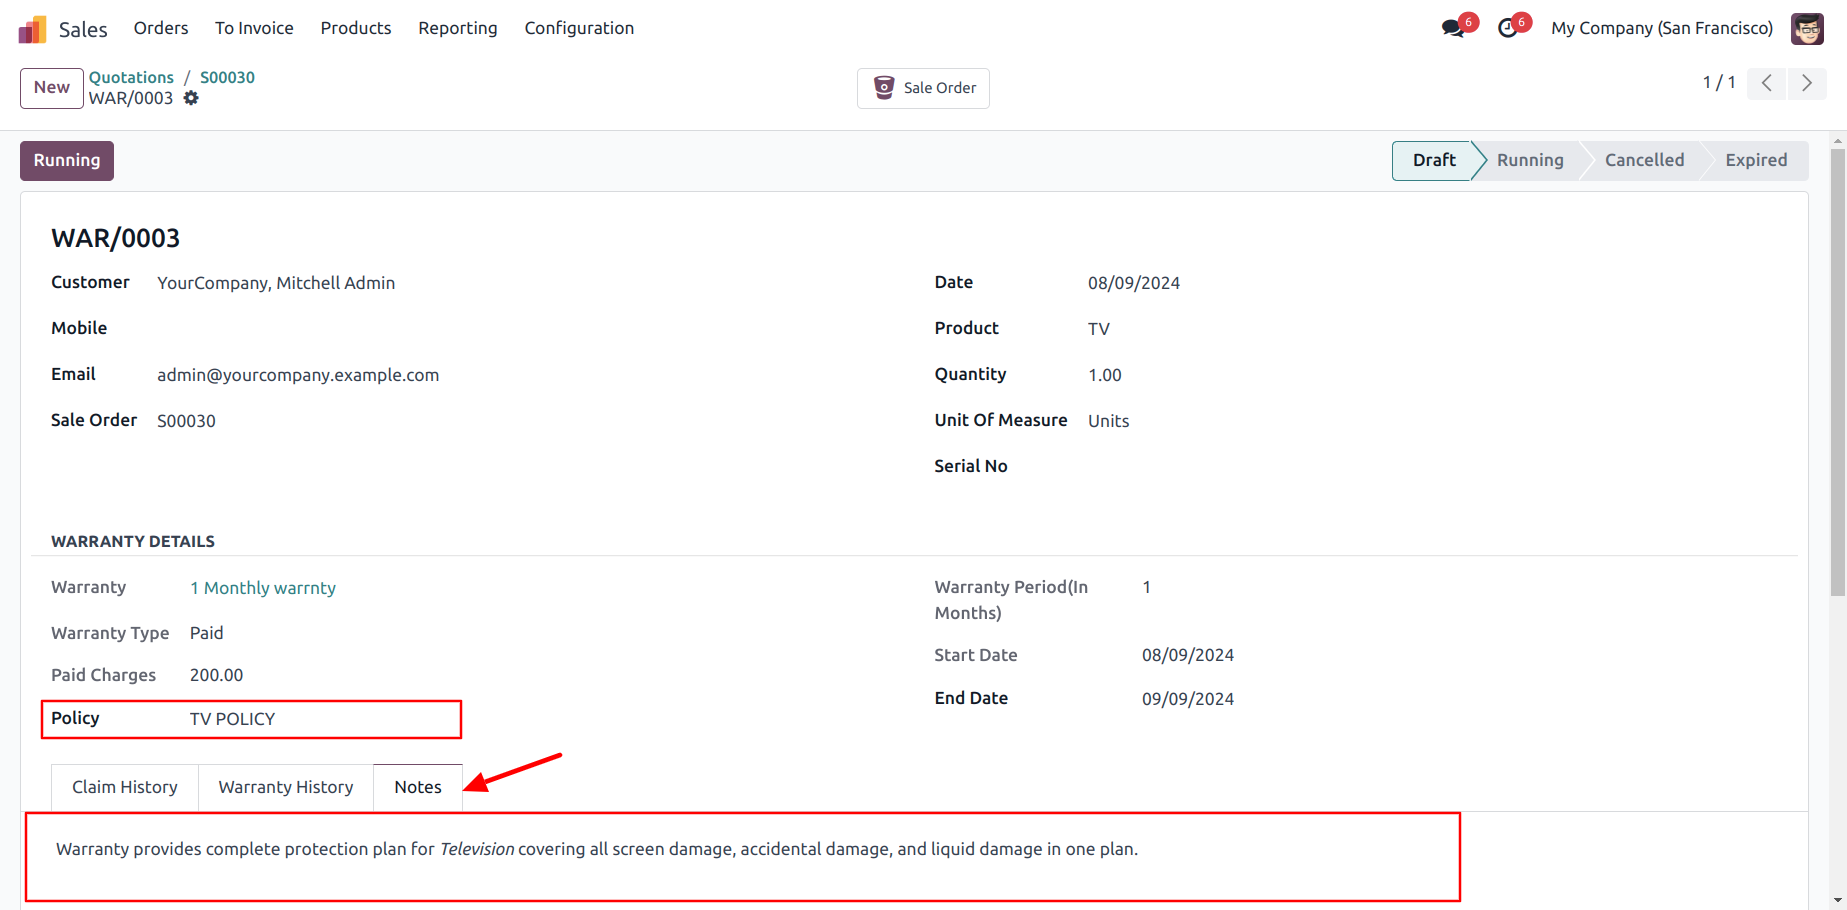 Sales Orders To Invoice Products Reporting Configuration 6 6 My Company (San Francisco)
New Quotations / S00030 Sale Order 1 / 1
WAR/0003
Running Draft Running Cancelled Expired
WAR/0003
Customer YourCompany, Mitchell Admin Date 08/09/2024
Mobile Product TV
Email admin@yourcompany.example.com Quantity 1.00
Sale Order S00030 Unit Of Measure Units
Serial No
WARRANTY DETAILS
Warranty 1 Monthly warrnty Warranty Period(In 1
Months)
Warranty Type Paid
Start Date 08/09/2024
Paid Charges 200.00
End Date 09/09/2024
Policy TV POLICY
Claim History Warranty History Notes
Warranty provides complete protection plan for Television covering all screen damage, accidental damage, and liquid damage in one plan.